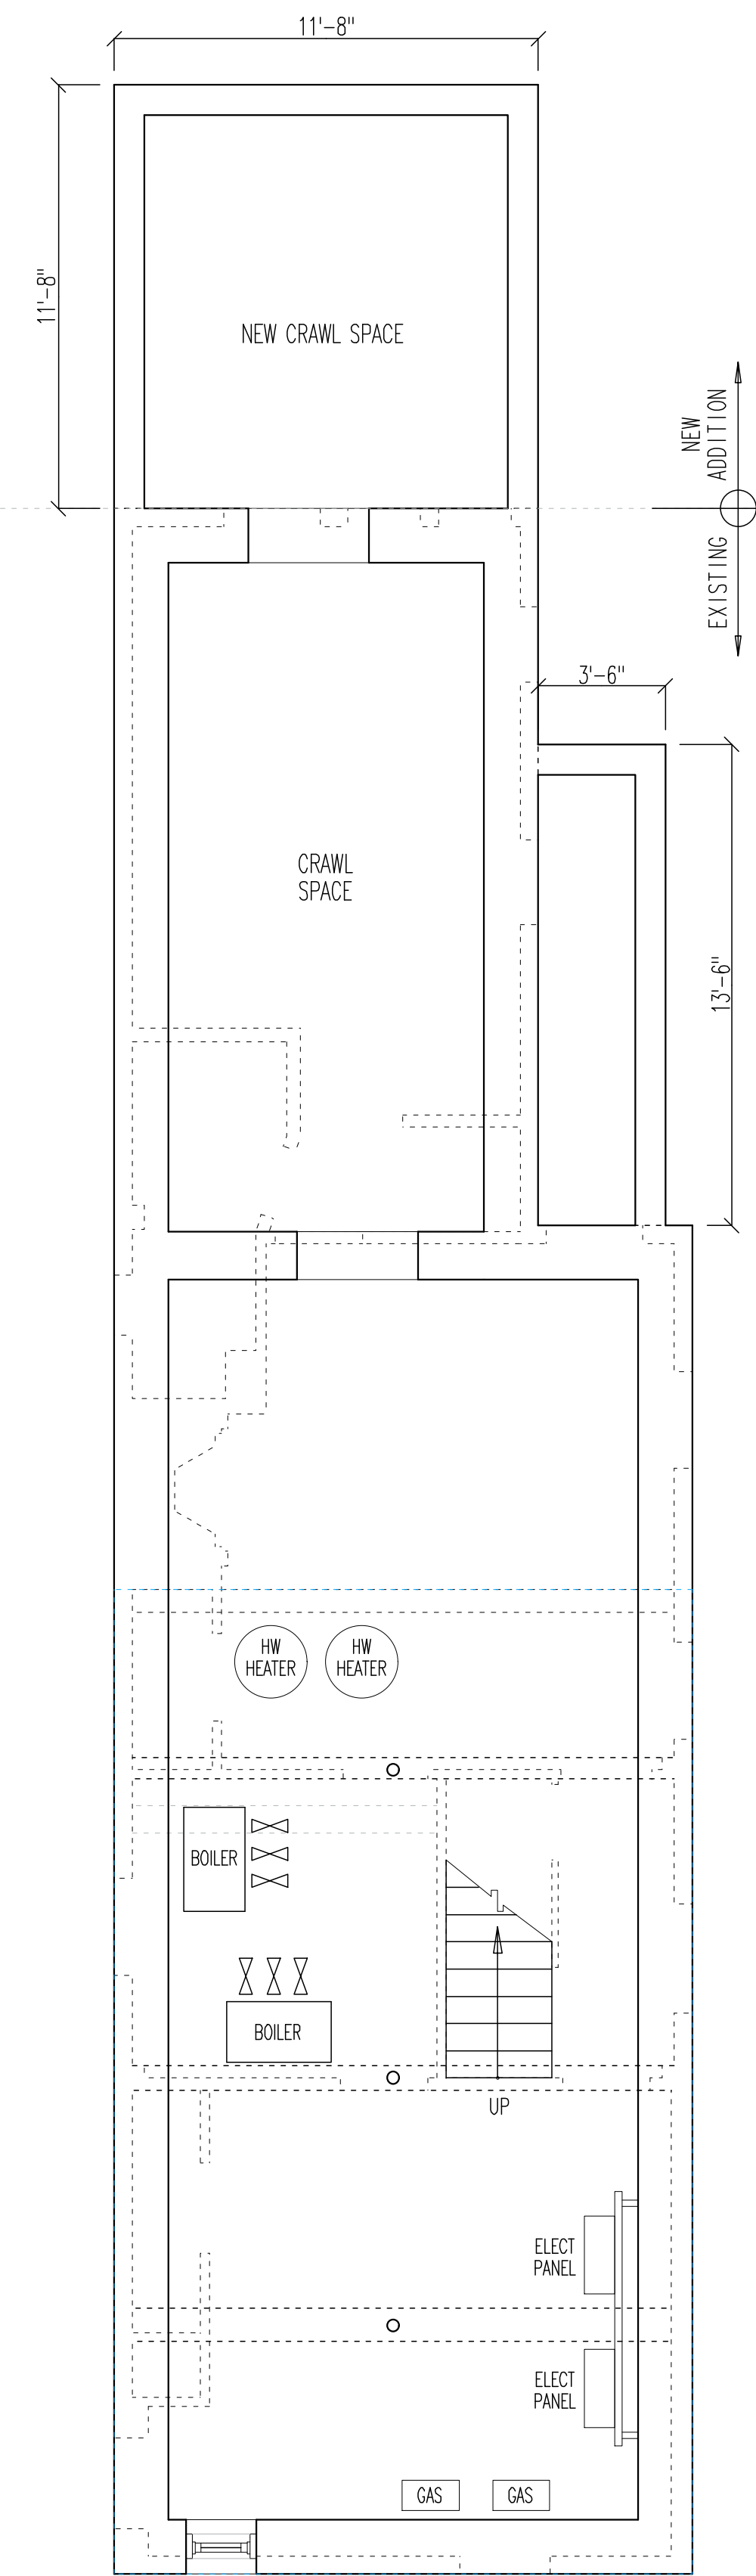 11'-8"
11'-8"
NEW CRAWL SPACE
NEW
ADDITION
EXISTING
3'-6"
CRAWL
SPACE
13'-6"
HW
HEATER
HW
HEATER
BOILER
BOILER
UP
ELECT
PANEL
ELECT
PANEL
GAS
GAS